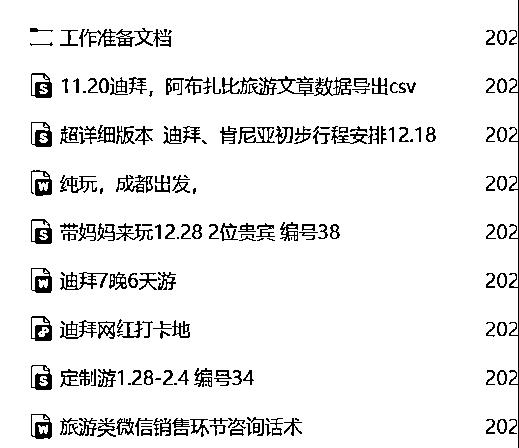 工作准备文档 202
11.20迪拜，阿布扎比旅游文章数据导出csv 202
超详细版本 迪拜、肯尼亚初步行程安排12.18 202
纯玩，成都出发， 202
带妈妈来玩12.28 2位贵宾 编号38 202
迪拜7晚6天游 202
迪拜网红打卡地 202
定制游1.28-2.4 编号34 202
旅游类微信销售环节咨询话术 202